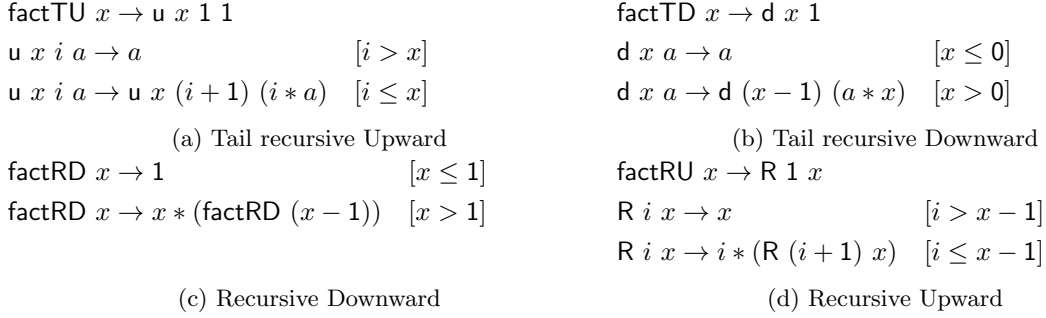 factTU x → u x 1 1
u x i a → a [i > x]
u x i a → u x (i + 1) (i ∗ a) [i ≤ x]
(a) Tail recursive Upward
factTD x → d x 1
d x a → a [x ≤ 0]
d x a → d (x − 1) (a ∗ x) [x > 0]
(b) Tail recursive Downward
factRD x → 1 [x ≤ 1]
factRD x → x ∗ (factRD (x − 1)) [x > 1]
(c) Recursive Downward
factRU x → R 1 x
R i x → x [i > x − 1]
R i x → i ∗ (R (i + 1) x) [i ≤ x − 1]
(d) Recursive Upward